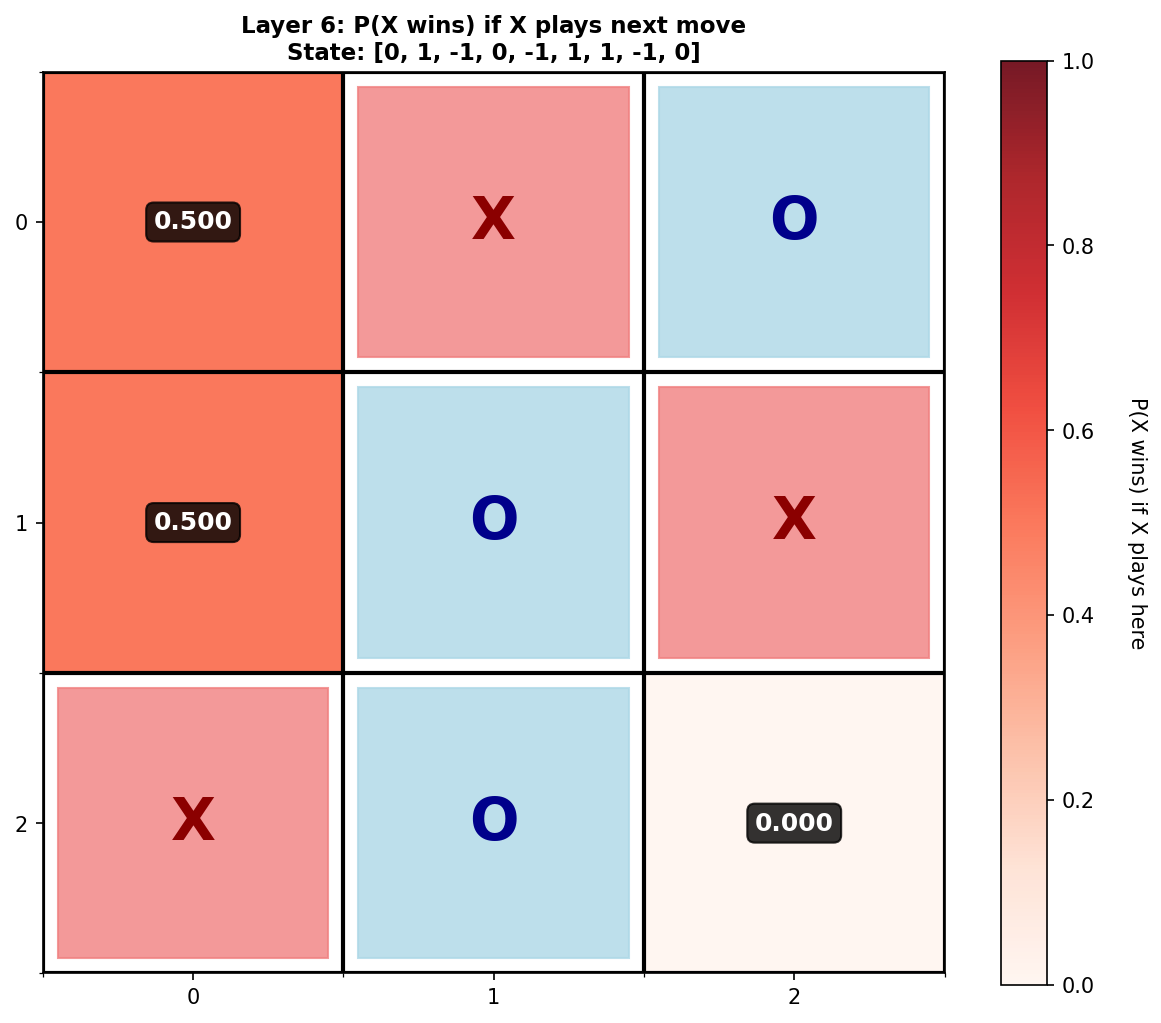 Layer 6: P(X wins) if X plays next move
State: [0, 1, -1, 0, -1, 1, 1, -1, 0]
0
0.500
X
O
1
0.500
O
X
2
X
O
0.000
0
1
2
1.0
0.8
0.6
0.4
0.2
0.0
P(X wins) if X plays here